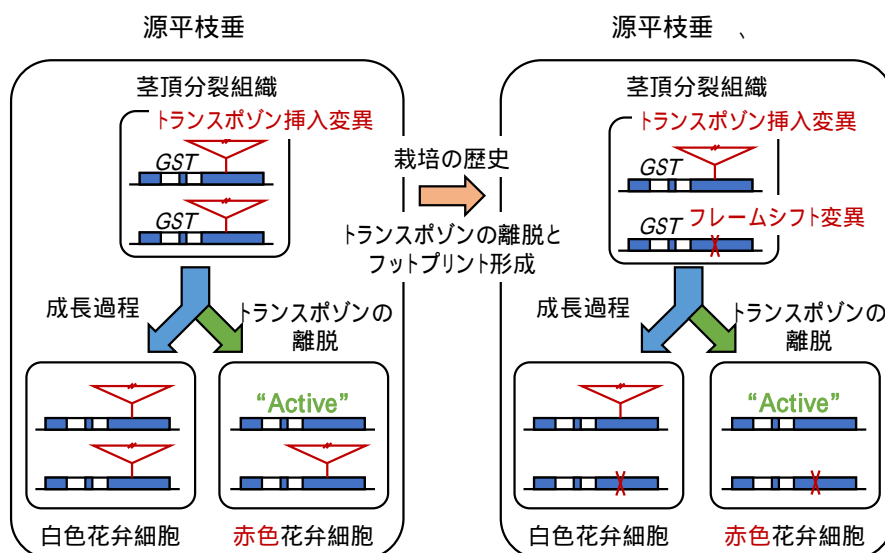 源平枝垂
源平枝垂 、
茎頂分裂組織
トランスポゾン挿入変異
GST
GST
成長過程
トランスポゾンの
離脱
“Active”
白色花弁細胞
赤色花弁細胞
栽培の歴史
トランスポゾンの離脱と
フットプリント形成
茎頂分裂組織
トランスポゾン挿入変異
GST
GST
フレームシフト変異
成長過程
トランスポゾンの
離脱
“Active”
白色花弁細胞
赤色花弁細胞